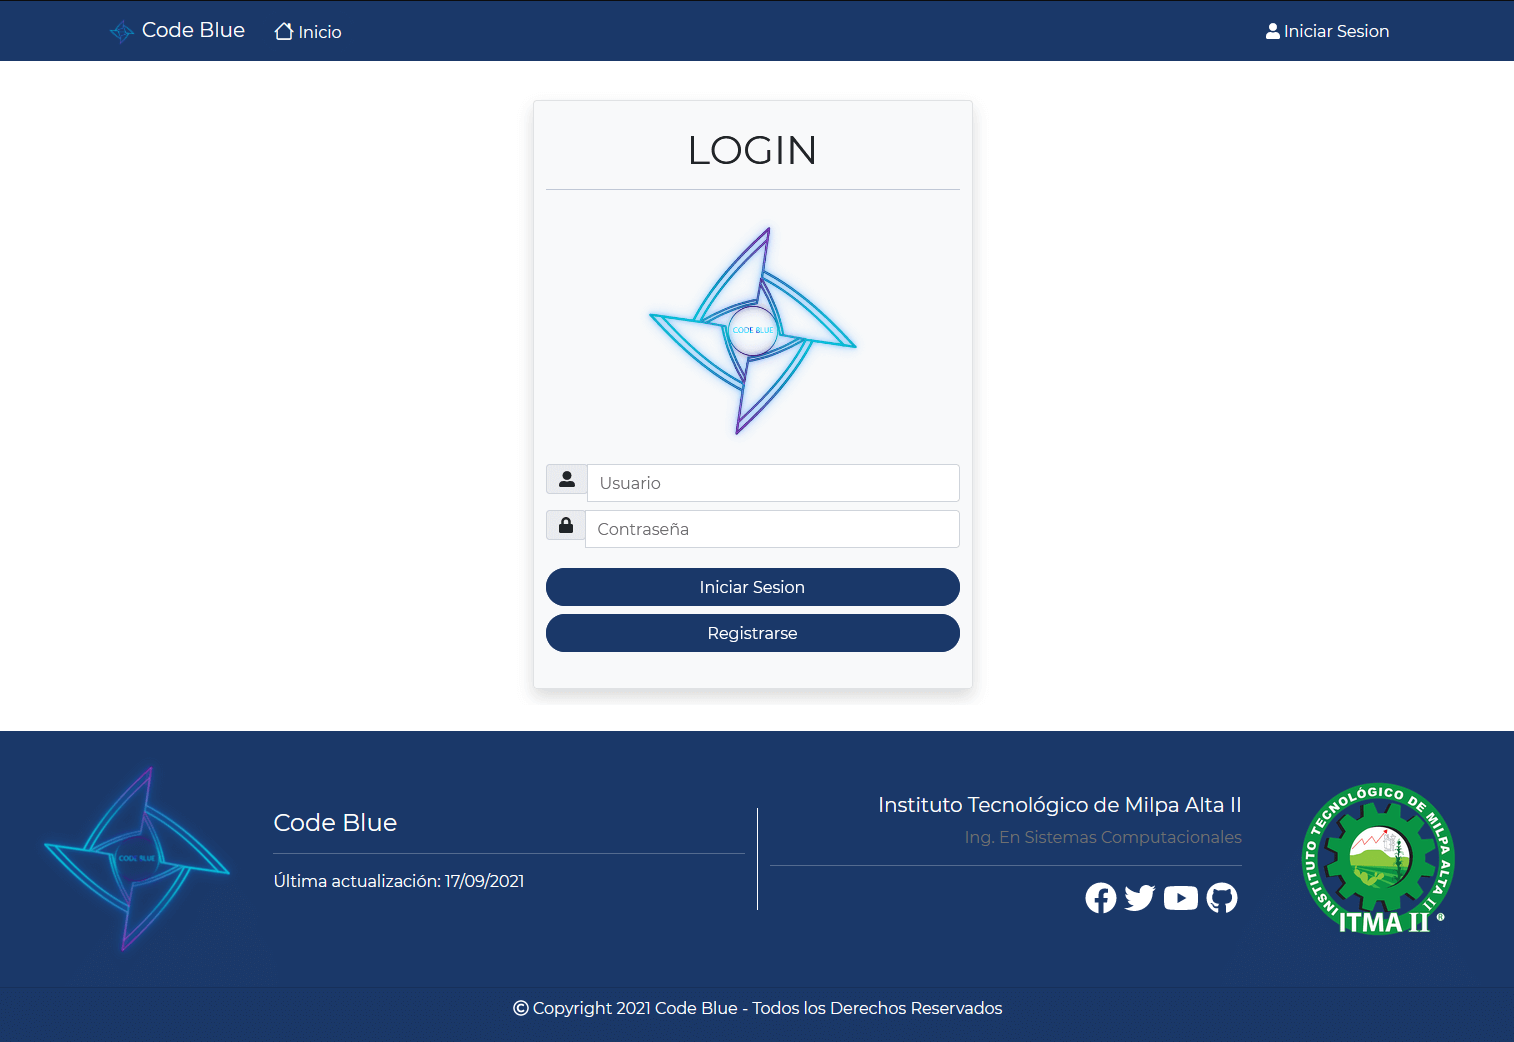 Code Blue
Inicio
Iniciar Sesion
LOGIN
CODE BLUE
Usuario
Contraseña
Iniciar Sesion
Registrarse
CODE BLUE
Code Blue
Última actualización: 17/09/2021
Instituto Tecnológico de Milpa Alta II
Ing. En Sistemas Computacionales
INSTITUTO TECNOLÓGICO DE MILPA ALTA II
ITMA II ®
© Copyright 2021 Code Blue - Todos los Derechos Reservados